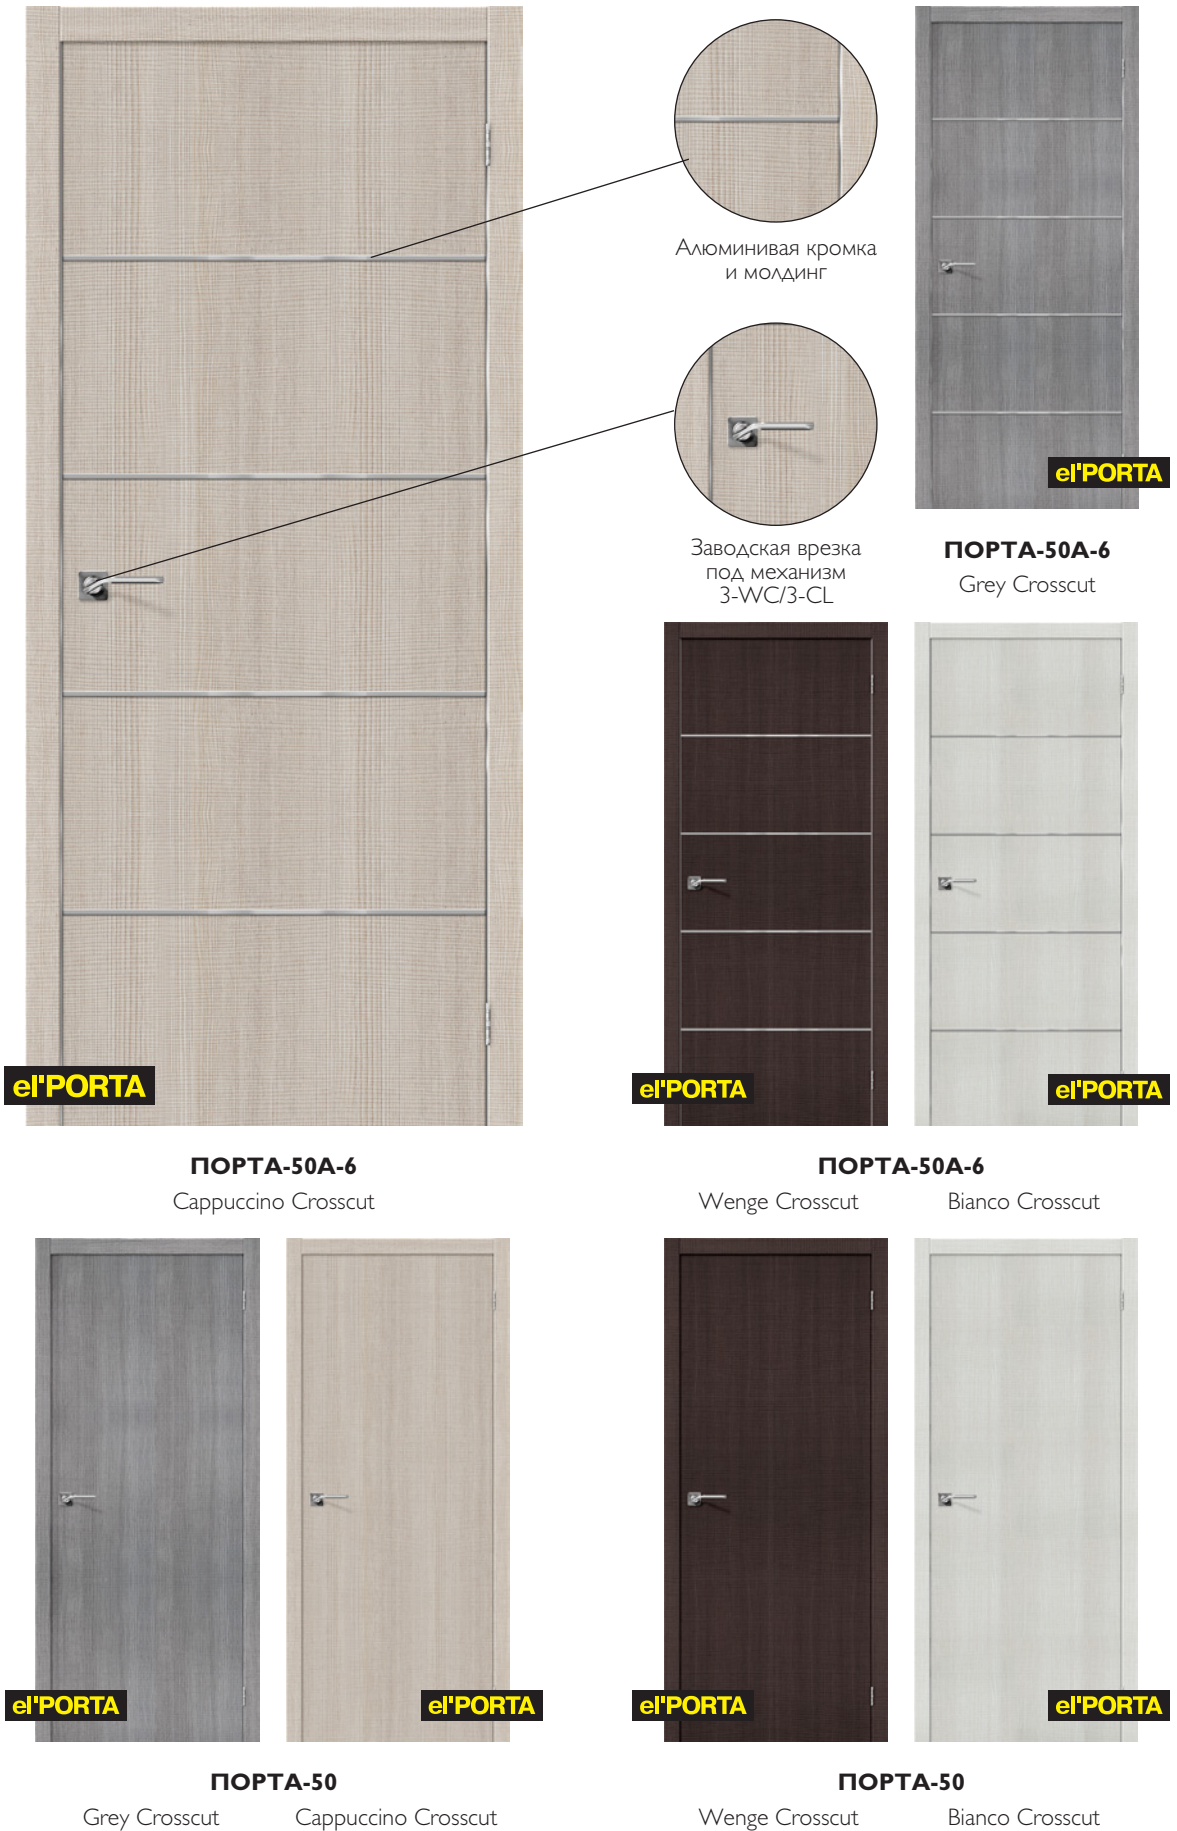 Алюминивая кромка
и молдинг
Заводская врезка
под механизм
3-WC/3-CL
el'PORTA
ПОРТА-50А-6
Grey Crosscut
el'PORTA
el'PORTA
el'PORTA
ПОРТА-50А-6
Cappuccino Crosscut
ПОРТА-50А-6
Wenge Crosscut
Bianco Crosscut
el'PORTA
el'PORTA
el'PORTA
el'PORTA
ПОРТА-50
Grey Crosscut
Cappuccino Crosscut
ПОРТА-50
Wenge Crosscut
Bianco Crosscut